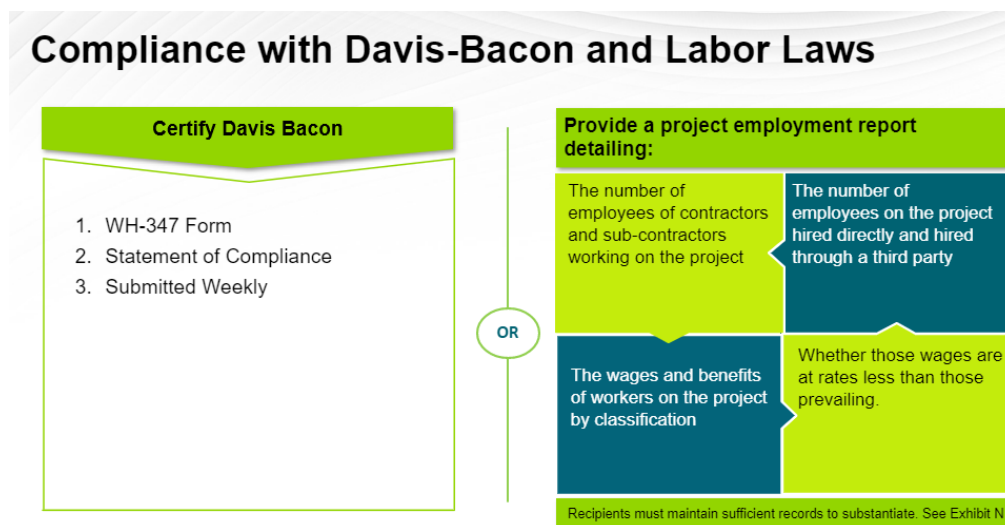 Compliance with Davis-Bacon and Labor Laws
Certify Davis Bacon
1. WH-347 Form
2. Statement of Compliance
3. Submitted Weekly
OR
Provide a project employment report
detailing:
The number of
employees of contractors
and sub-contractors
working on the project
The number of
employees on the project
hired directly and hired
through a third party
The wages and benefits
of workers on the project
by classification
Whether those wages are
at rates less than those
prevailing.
Recipients must maintain sufficient records to substantiate. See Exhibit N